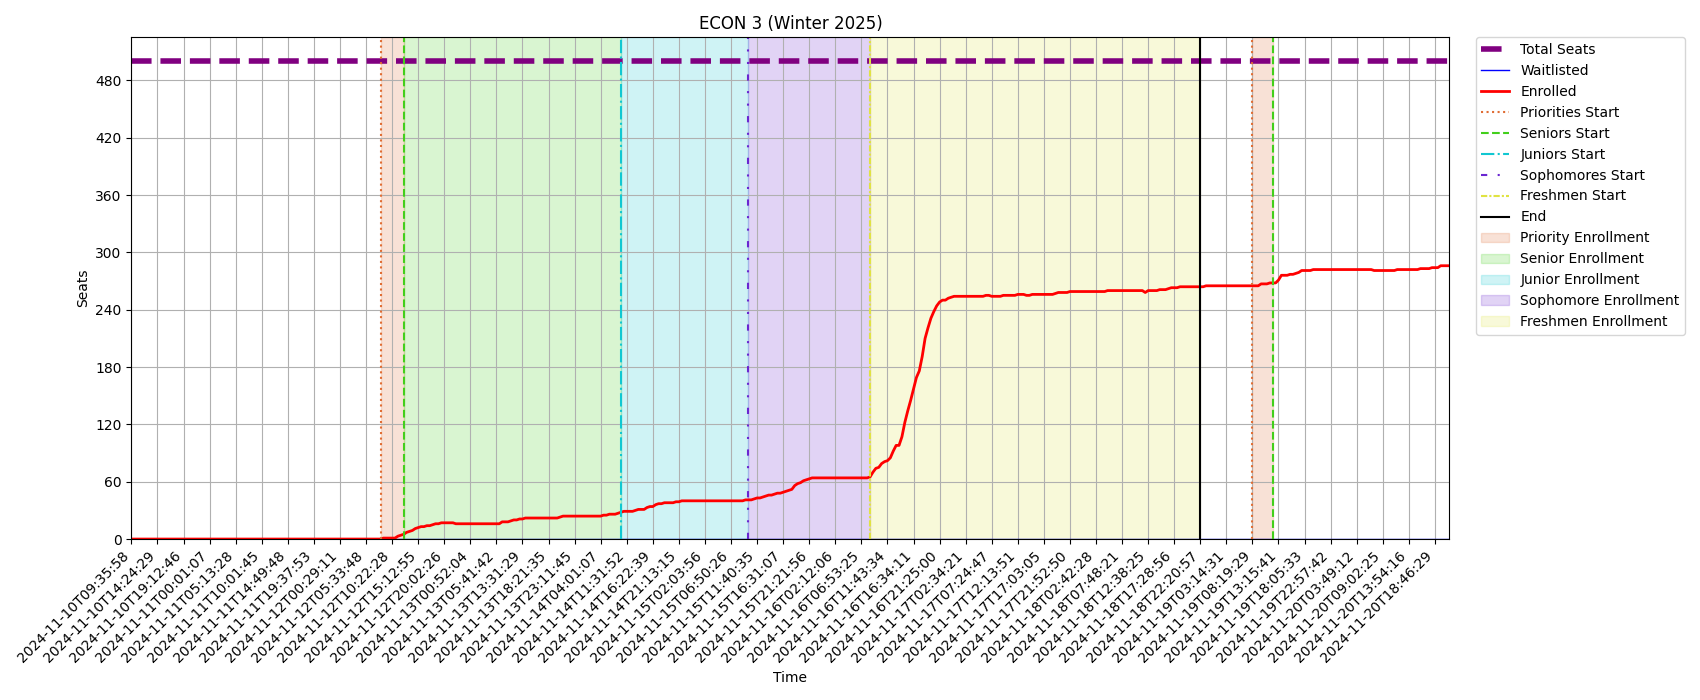 ECON 3 (Winter 2025)
Total Seats
Waitlisted
Enrolled
Priorities Start
Seniors Start
Juniors Start
Sophomores Start
Freshmen Start
End
Priority Enrollment
Senior Enrollment
Junior Enrollment
Sophomore Enrollment
Freshmen Enrollment
Seats
480
420
360
300
240
180
120
60
0
2024-11-10T09:35:58
2024-11-10T14:24:29
2024-11-10T19:12:46
2024-11-11T00:01:07
2024-11-11T05:13:28
2024-11-11T10:01:45
2024-11-11T14:49:48
2024-11-11T19:37:53
2024-11-12T00:29:11
2024-11-12T05:33:48
2024-11-12T10:22:28
2024-11-12T15:12:55
2024-11-12T20:02:26
2024-11-13T00:52:04
2024-11-13T05:41:42
2024-11-13T13:31:29
2024-11-13T18:21:35
2024-11-13T23:11:45
2024-11-14T04:01:07
2024-11-14T11:31:52
2024-11-14T16:22:39
2024-11-14T21:13:15
2024-11-15T02:03:56
2024-11-15T06:50:26
2024-11-15T11:40:35
2024-11-15T16:31:07
2024-11-15T21:21:56
2024-11-16T02:12:06
2024-11-16T06:53:25
2024-11-16T11:43:34
2024-11-16T16:34:11
2024-11-16T21:25:00
2024-11-17T02:34:21
2024-11-17T07:24:47
2024-11-17T12:13:51
2024-11-17T17:03:05
2024-11-17T21:52:50
2024-11-18T02:42:28
2024-11-18T07:48:21
2024-11-18T12:38:25
2024-11-18T17:28:56
2024-11-18T22:20:57
2024-11-19T03:14:31
2024-11-19T08:19:29
2024-11-19T13:15:41
2024-11-19T18:05:33
2024-11-19T22:57:42
2024-11-20T03:49:12
2024-11-20T09:02:25
2024-11-20T13:54:16
2024-11-20T18:46:29
Time